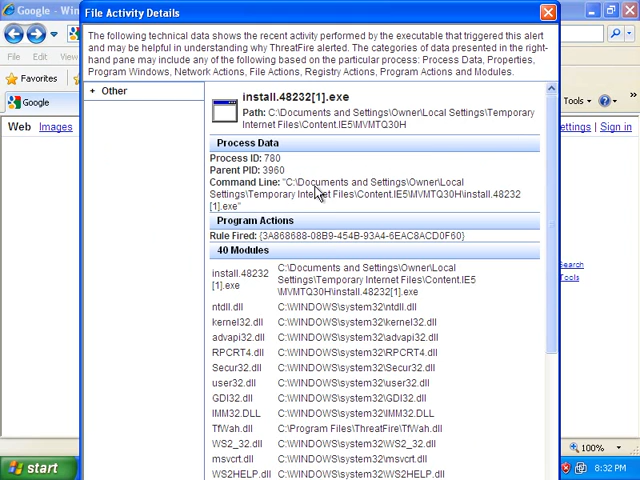 Google - Wind
File Activity Details
The following technical data shows the recent activity performed by the executable that triggered this alert
and may be helpful in understanding why ThreatFire alerted. The categories of data presented in the right-
hand pane may include any of the following based on the particular process: Process Data, Properties,
Program Windows, Network Actions, File Actions, Registry Actions, Program Actions and Modules.
File Edit
Favorites
Google
Web Images
Tools
ettings | Sign in
Search
Tools
+ Other
install.48232[1].exe
Path: C:\Documents and Settings\Owner\Local Settings\Temporary
Internet Files\Content.IE5\MVMTQ30H
Process Data
Process ID: 780
Parent PID: 3960
Command Line: "C:\Documents and Settings\Owner\Local
Settings\Temporary Internet Files\Content.IE5\MVMTQ30H\install.48232
[1].exe"
Program Actions
Rule Fired: {3A868688-08B9-454B-93A4-6EAC8ACD0F60}
40 Modules
install.48232
[1].exe
C:\Documents and Settings\Owner\Local
Settings\Temporary Internet Files\Content.IE5
\MVMTQ30H\install.48232[1].exe
ntdll.dll C:\WINDOWS\system32\ntdll.dll
kernel32.dll C:\WINDOWS\system32\kernel32.dll
advapi32.dll C:\WINDOWS\system32\advapi32.dll
RPCRT4.dll C:\WINDOWS\system32\RPCRT4.dll
Secur32.dll C:\WINDOWS\system32\Secur32.dll
user32.dll C:\WINDOWS\system32\user32.dll
GDI32.dll C:\WINDOWS\system32\GDI32.dll
IMM32.DLL C:\WINDOWS\system32\IMM32.DLL
TfWah.dll C:\Program Files\ThreatFire\TfWah.dll
WS2_32.dll C:\WINDOWS\system32\WS2_32.dll
msvcrt.dll C:\WINDOWS\system32\msvcrt.dll
WS2HELP.dll C:\WINDOWS\system32\WS2HELP.dll
100%
start
8:32 PM